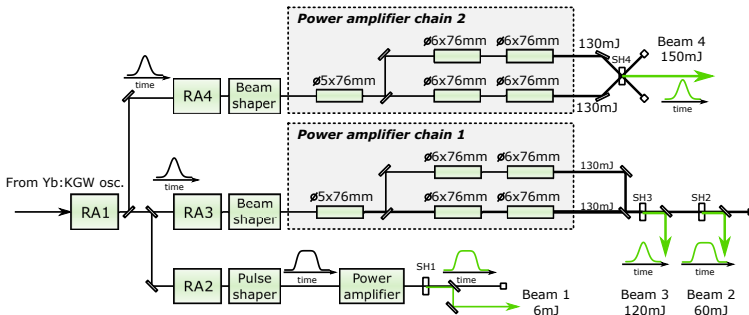 Power amplifier chain 2
ø6x76mm ø6x76mm
130mJ
time
RA4
Beam
shaper
ø5x76mm
ø6x76mm ø6x76mm
130mJ
SH4
Beam 4
150mJ
time
Power amplifier chain 1
time
ø6x76mm ø6x76mm
130mJ
From Yb:KGW osc.
RA1
RA3
Beam
shaper
ø5x76mm
ø6x76mm ø6x76mm
130mJ
SH3
SH2
RA2
Pulse
shaper
time
Power
amplifier
SH1
time
Beam 1
6mJ
time
Beam 3
120mJ
time
Beam 2
60mJ